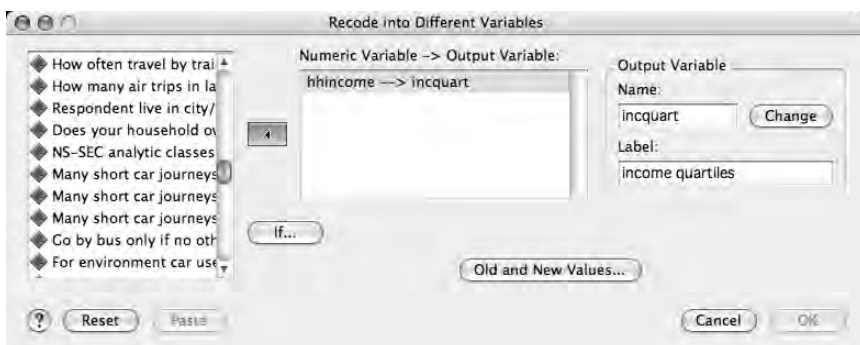 Recode into Different Variables
How often travel by trai
How many air trips in la
Respondent live in city/
Does your household ov
NS-SEC analytic classes
Many short car journeys
Many short car journeys
Many short car journeys
Go by bus only if no oth
For environment car use
Numeric Variable -> Output Variable:
hhincome --> incquart
If...
Old and New Values...
Output Variable
Name:
incquart
Change
Label:
income quartiles
?
Reset
Paste
Cancel
OK